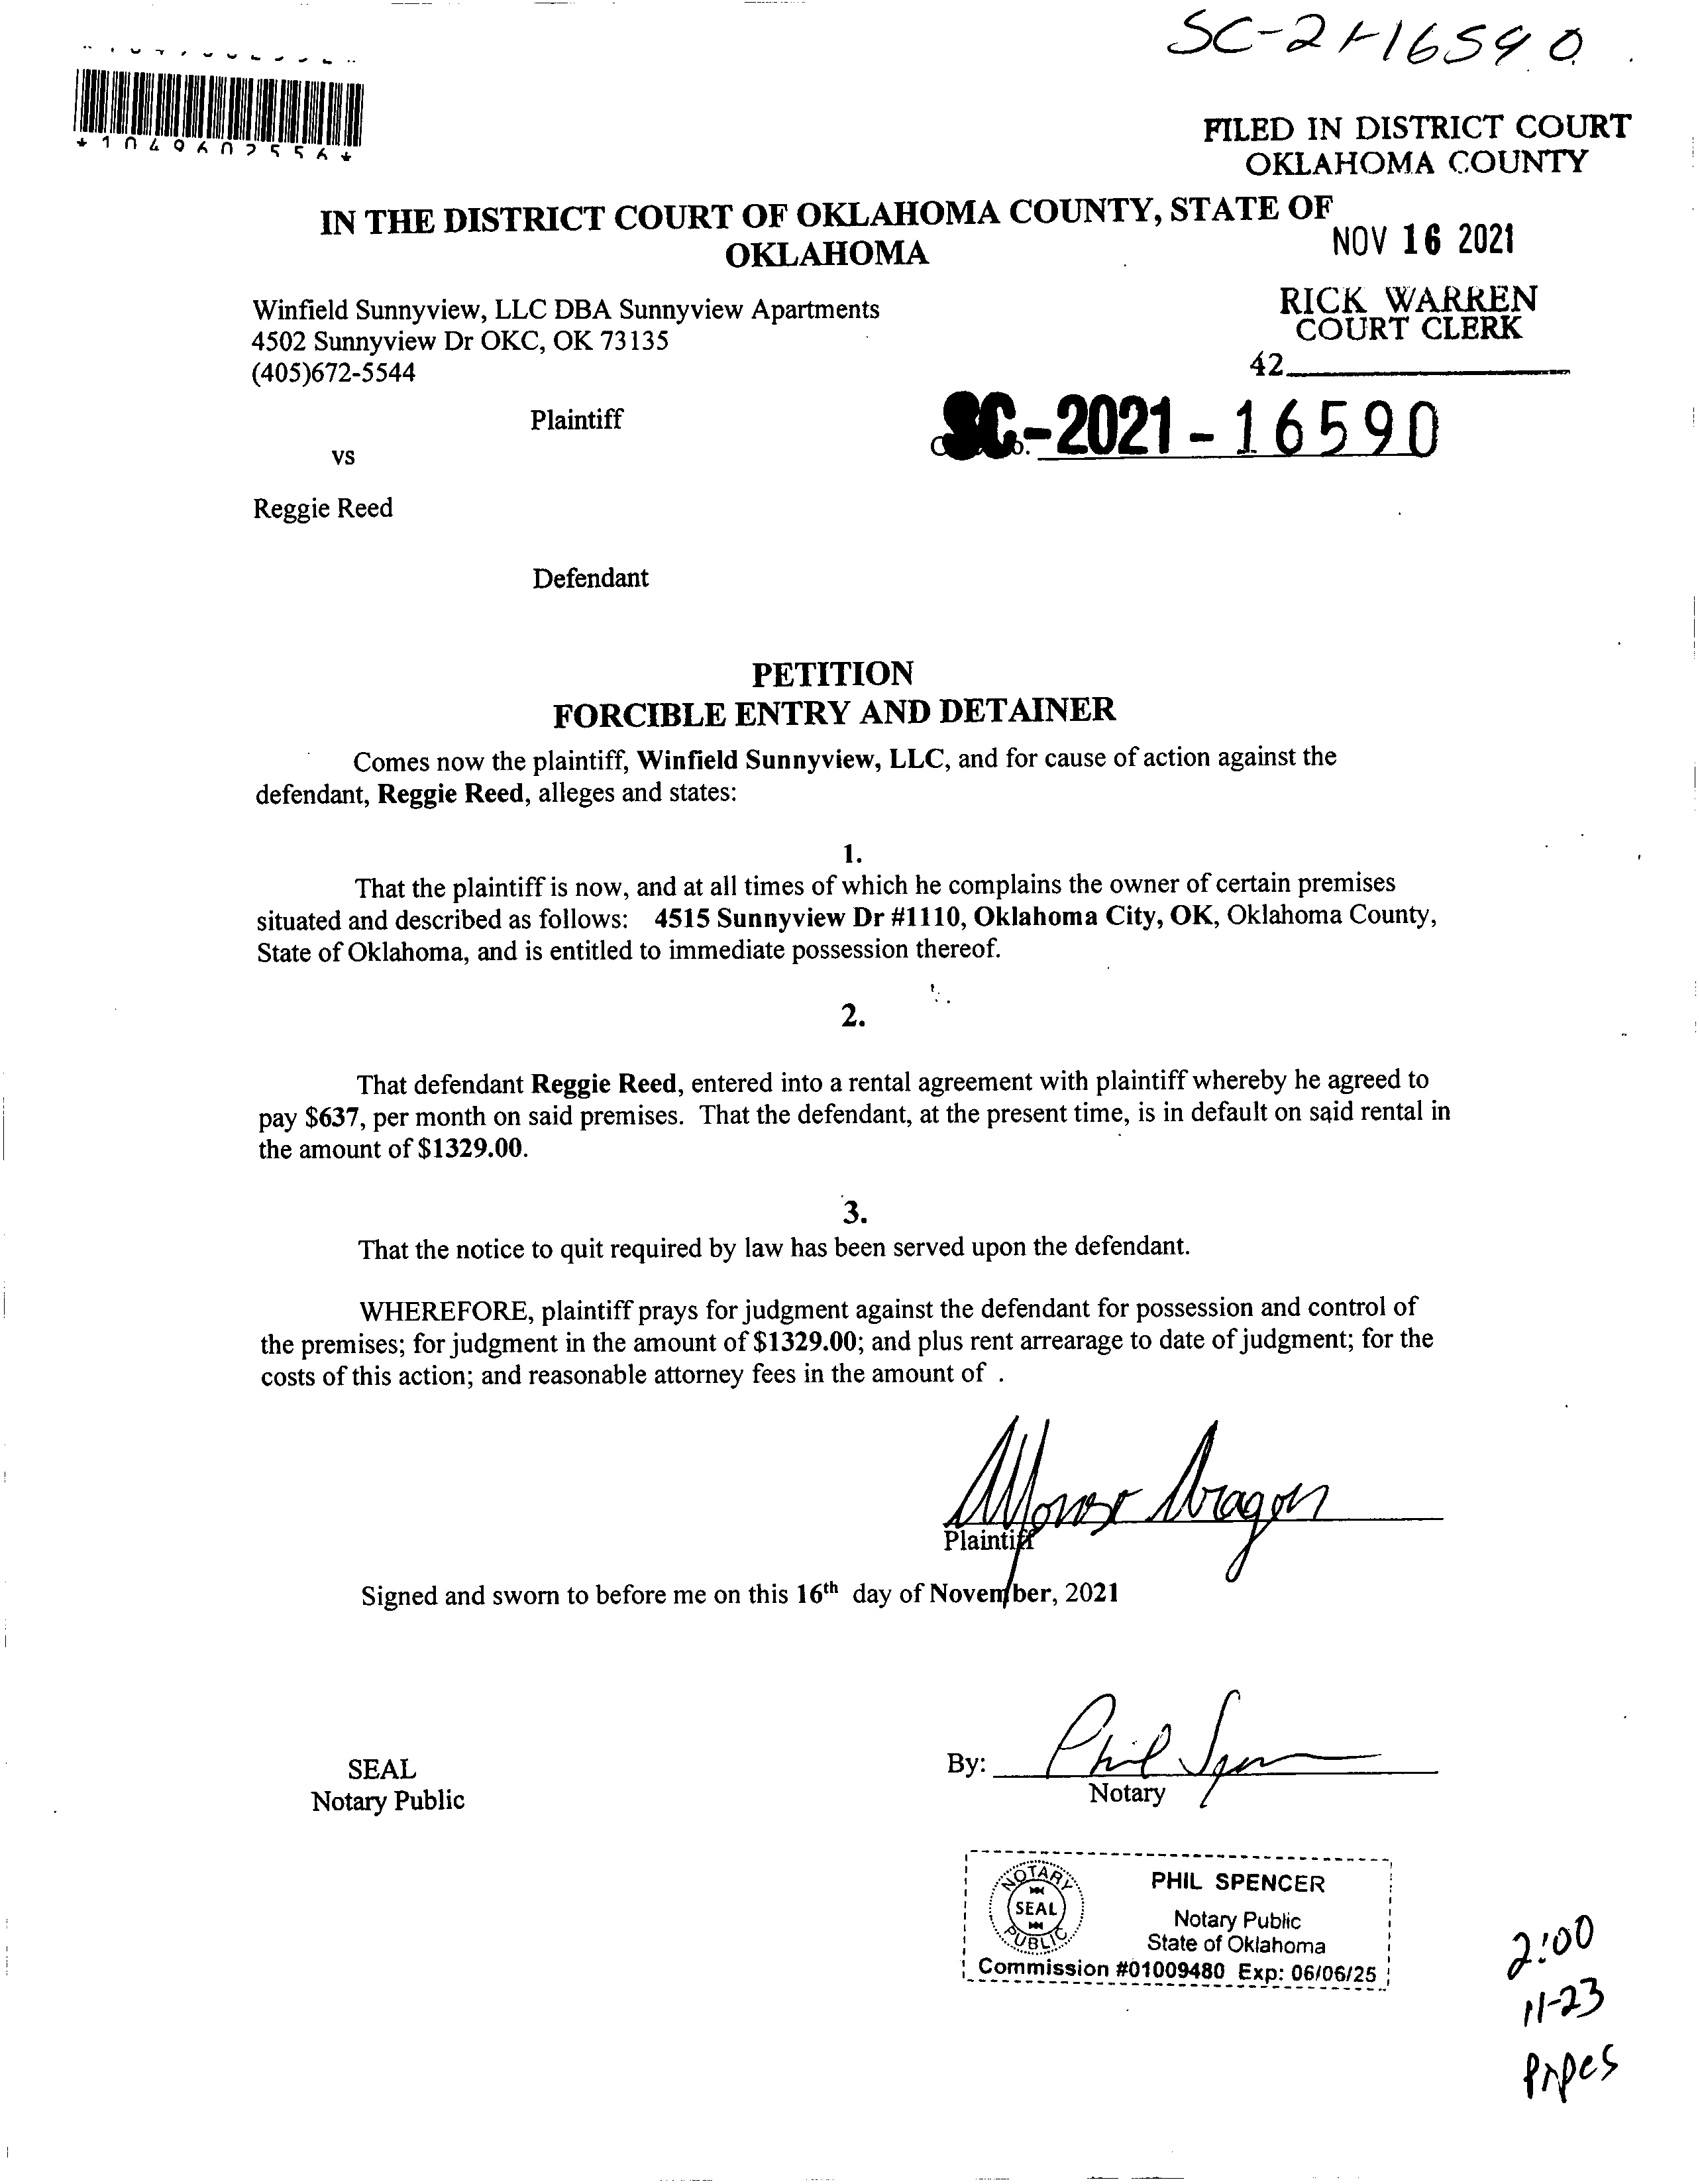 SC-21-16590
FILED IN DISTRICT COURT
OKLAHOMA COUNTY
IN THE DISTRICT COURT OF OKLAHOMA COUNTY, STATE OF
OKLAHOMA
NOV 16 2021
RICK WARREN
COURT CLERK
42
Winfield Sunnyview, LLC DBA Sunnyview Apartments
4502 Sunnyview Dr OKC, OK 73135
(405)672-5544
Plaintiff
SC-2021-16590
vs
Reggie Reed
Defendant
PETITION
FORCIBLE ENTRY AND DETAINER
Comes now the plaintiff, Winfield Sunnyview, LLC, and for cause of action against the
defendant, Reggie Reed, alleges and states:
1.
That the plaintiff is now, and at all times of which he complains the owner of certain premises
situated and described as follows: 4515 Sunnyview Dr #1110, Oklahoma City, OK, Oklahoma County,
State of Oklahoma, and is entitled to immediate possession thereof.
2.
That defendant Reggie Reed, entered into a rental agreement with plaintiff whereby he agreed to
pay $637, per month on said premises. That the defendant, at the present time, is in default on said rental in
the amount of $1329.00.
3.
That the notice to quit required by law has been served upon the defendant.
WHEREFORE, plaintiff prays for judgment against the defendant for possession and control of
the premises; for judgment in the amount of $1329.00; and plus rent arrearage to date of judgment; for the
costs of this action; and reasonable attorney fees in the amount of .
Alfonso Aragon
Plaintiff
Signed and sworn to before me on this 16th day of November, 2021
SEAL
Notary Public
By: Phil Spencer
Notary
NOTARY PUBLIC
SEAL
PHIL SPENCER
Notary Public
State of Oklahoma
Commission #01009480 Exp: 06/06/25
2:00
11-23